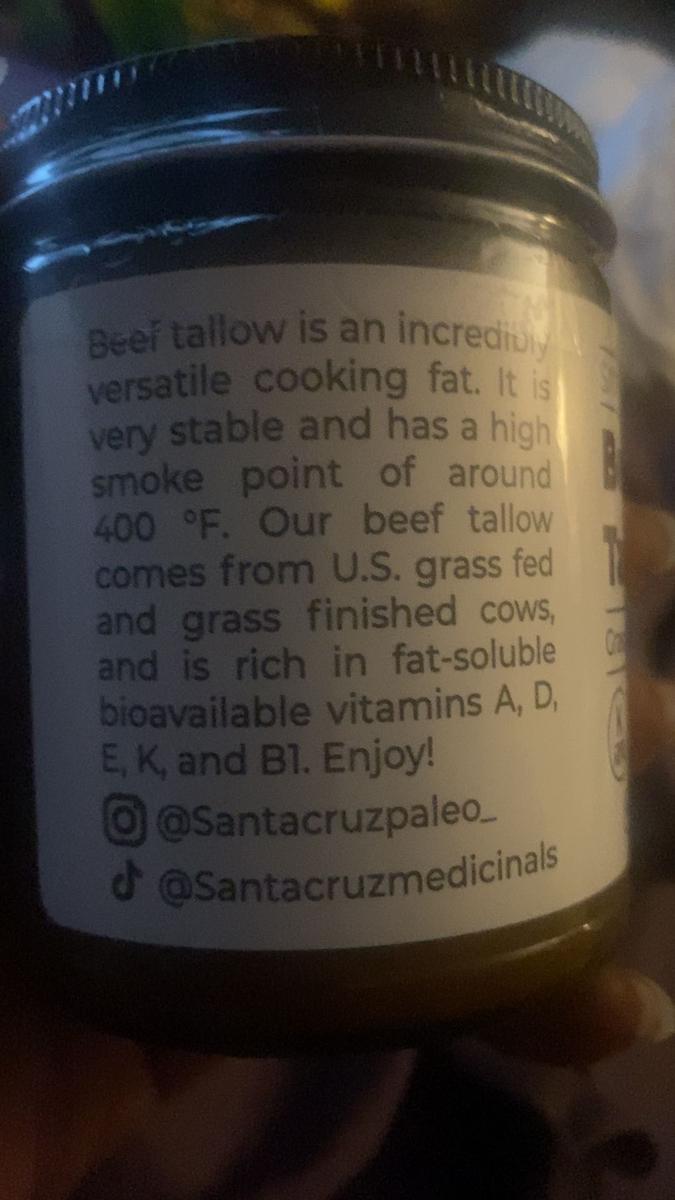 Beef tallow is an incredibly
versatile cooking fat. It is
very stable and has a high
smoke point of around
400 °F. Our beef tallow
comes from U.S. grass fed
and grass finished cows,
and is rich in fat-soluble
bioavailable vitamins A, D,
E, K, and B1. Enjoy!
@Santacruzpaleo_
@Santacruzmedicinals